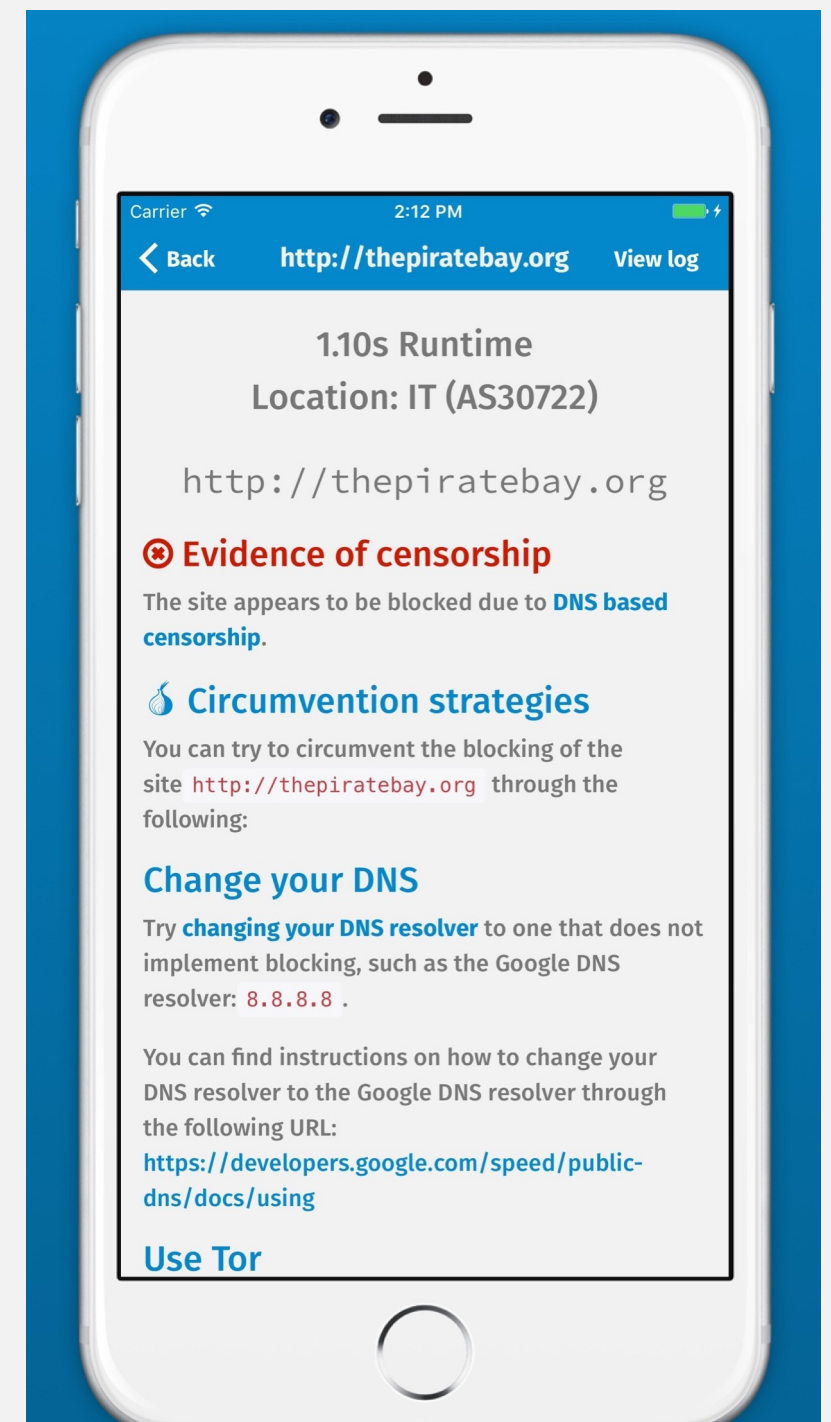 Carrier
2:12 PM
Back
http://thepiratebay.org
View log
1.10s Runtime
Location: IT (AS30722)
http://thepiratebay.org
Evidence of censorship
The site appears to be blocked due to DNS based
censorship.
Circumvention strategies
You can try to circumvent the blocking of the
site http://thepiratebay.org through the
following:
Change your DNS
Try changing your DNS resolver to one that does not
implement blocking, such as the Google DNS
resolver: 8.8.8.8 .
You can find instructions on how to change your
DNS resolver to the Google DNS resolver through
the following URL:
https://developers.google.com/speed/public-
dns/docs/using
Use Tor